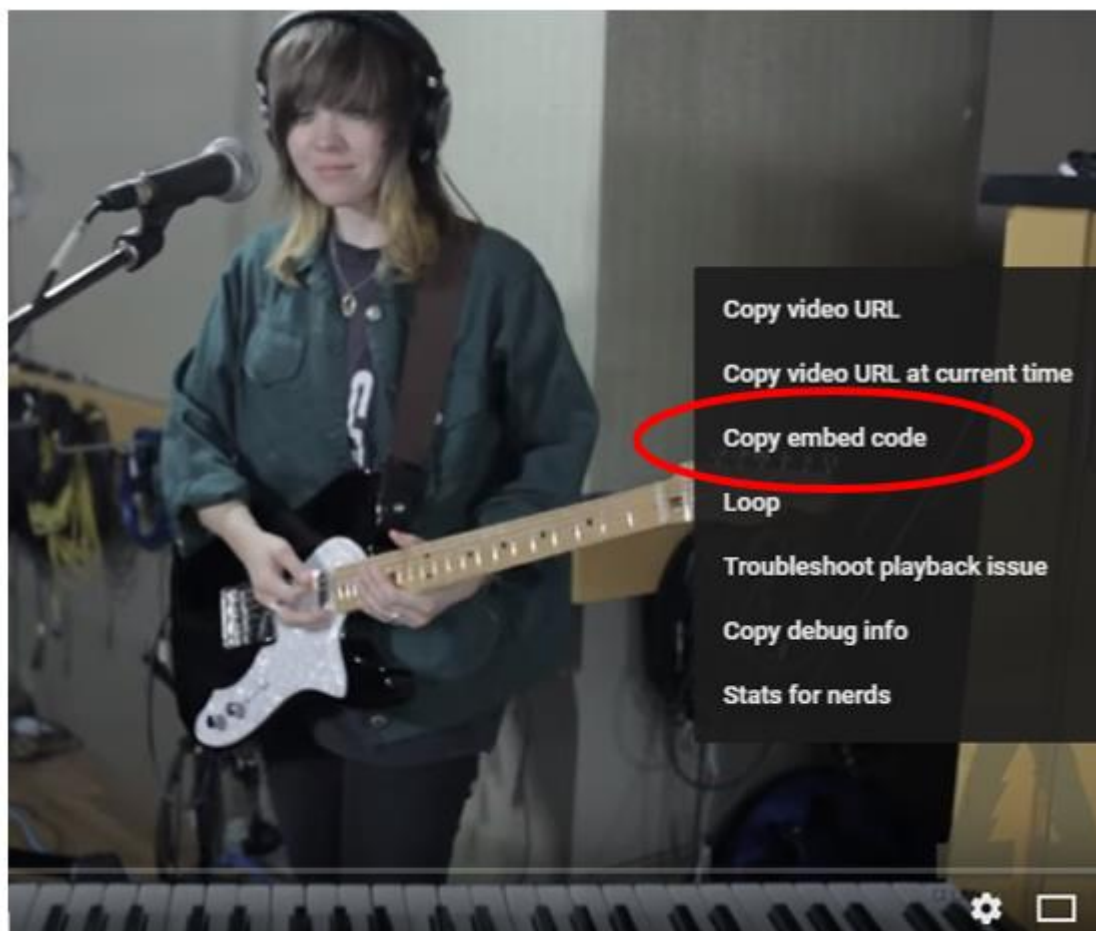 Copy video URL
Copy video URL at current time
Copy embed code
Loop
Troubleshoot playback issue
Copy debug info
Stats for nerds